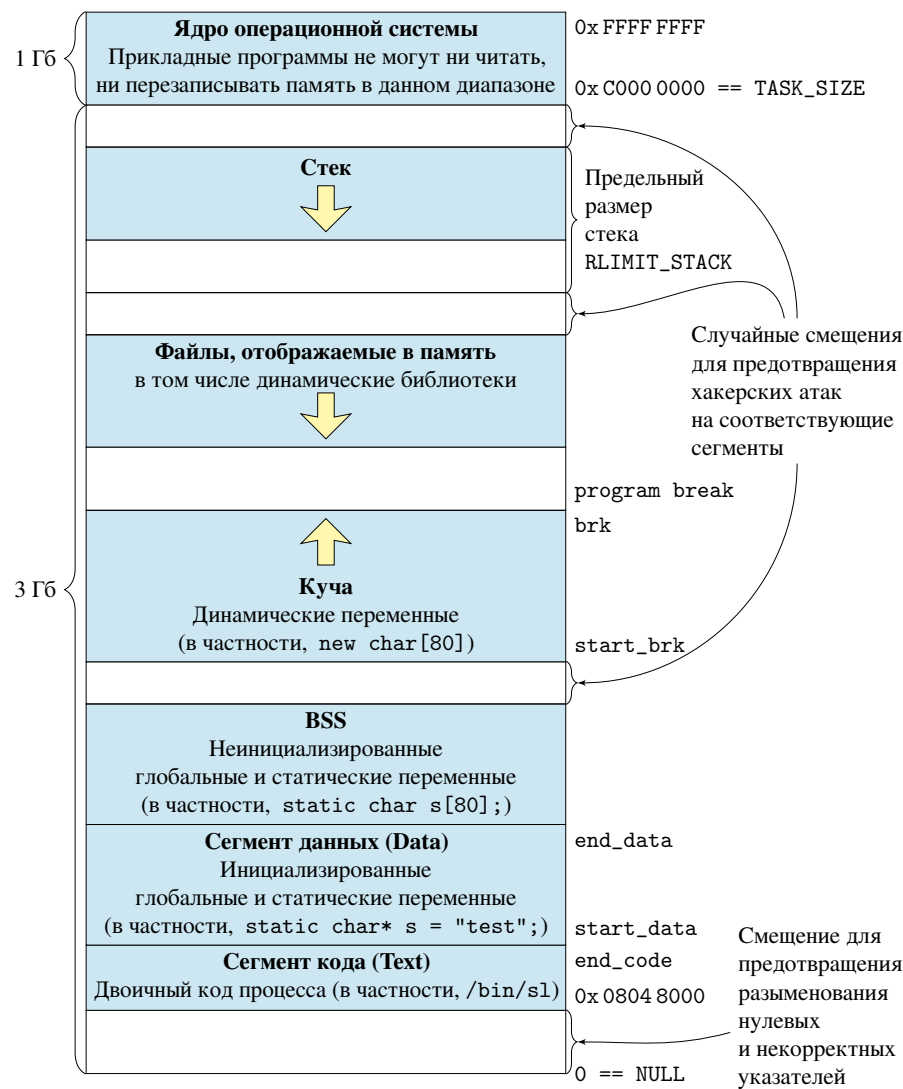 Ядро операционной системы
0x FFFF FFFF
1 Гб
Прикладные программы не могут ни читать,
ни перезаписывать память в данном диапазоне
0x C000 0000 == TASK_SIZE
Стек
Предельный
размер
стека
RLIMIT_STACK
Случайные смещения
для предотвращения
хакерских атак
на соответствующие
сегменты
Файлы, отображаемые в память
в том числе динамические библиотеки
program break
brk
3 Гб
Куча
Динамические переменные
(в частности, new char[80])
start_brk
BSS
Неинициализированные
глобальные и статические переменные
(в частности, static char s[80];)
Сегмент данных (Data)
end_data
Инициализированные
глобальные и статические переменные
(в частности, static char* s = "test";)
start_data
Сегмент кода (Text)
end_code
Двоичный код процесса (в частности, /bin/sl)
0x 0804 8000
Смещение для
предотвращения
разыменования
нулевых
и некорректных
указателей
0 == NULL